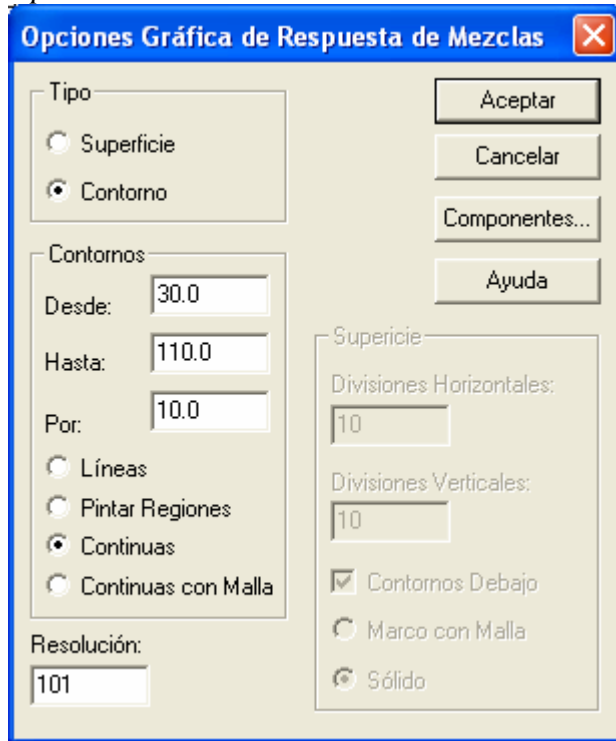 Opciones Gráfica de Respuesta de Mezclas
Tipo
Superficie
Contorno
Aceptar
Cancelar
Componentes...
Ayuda
Contornos
Desde: 30.0
Hasta: 110.0
Por: 10.0
Líneas
Pintar Regiones
Continuas
Continuas con Malla
Resolución:
101
Supericie
Divisiones Horizontales:
10
Divisiones Verticales:
10
Contornos Debajo
Marco con Malla
Sólido